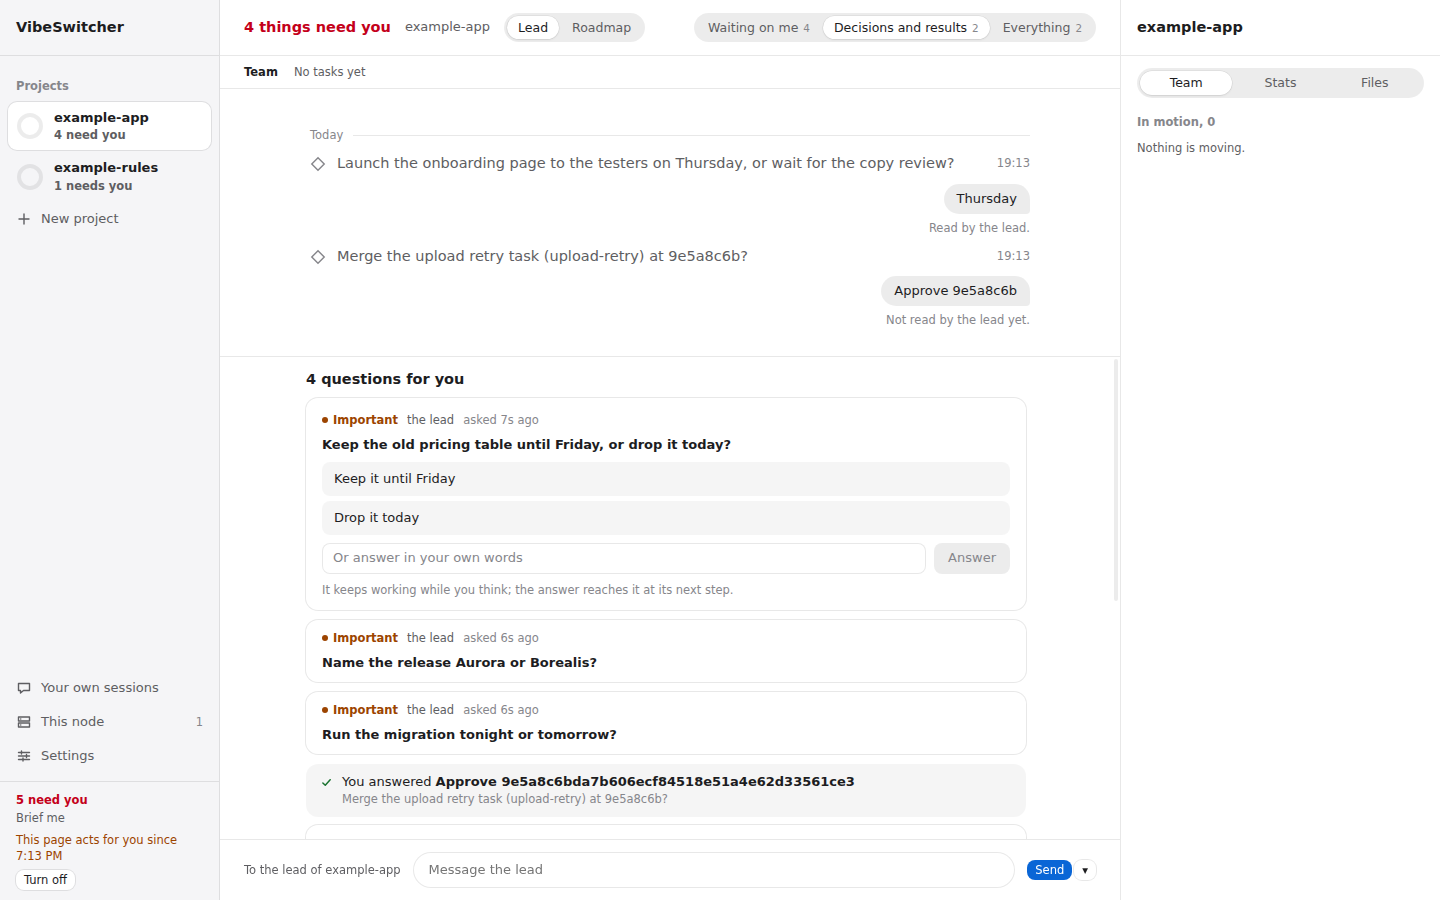 VibeSwitcher
Projects
example-app
4 need you
example-rules
1 needs you
New project
Your own sessions
This node 1
Settings
5 need you
Brief me
This page acts for you since
7:13 PM
Turn off
4 things need you example-app Lead Roadmap Waiting on me 4 Decisions and results 2 Everything 2
Team No tasks yet
Today
Launch the onboarding page to the testers on Thursday, or wait for the copy review? 19:13
Thursday
Read by the lead.
Merge the upload retry task (upload-retry) at 9e5a8c6b? 19:13
Approve 9e5a8c6b
Not read by the lead yet.
4 questions for you
Important the lead asked 7s ago
Keep the old pricing table until Friday, or drop it today?
Keep it until Friday
Drop it today
Or answer in your own words Answer
It keeps working while you think; the answer reaches it at its next step.
Important the lead asked 6s ago
Name the release Aurora or Borealis?
Important the lead asked 6s ago
Run the migration tonight or tomorrow?
You answered Approve 9e5a8c6bda7b606ecf84518e51a4e62d33561ce3
Merge the upload retry task (upload-retry) at 9e5a8c6b?
To the lead of example-app Message the lead Send
example-app
Team Stats Files
In motion, 0
Nothing is moving.